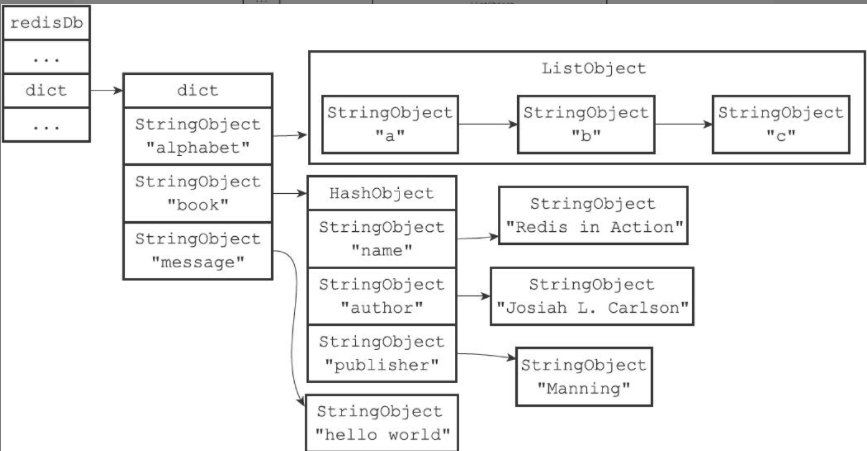 redisDb
...
dict
...
dict
StringObject
"alphabet"
StringObject
"book"
StringObject
"message"
ListObject
StringObject
"a"
StringObject
"b"
StringObject
"c"
HashObject
StringObject
"name"
StringObject
"author"
StringObject
"publisher"
StringObject
"Redis in Action"
StringObject
"Josiah L. Carlson"
StringObject
"Manning"
StringObject
"hello world"